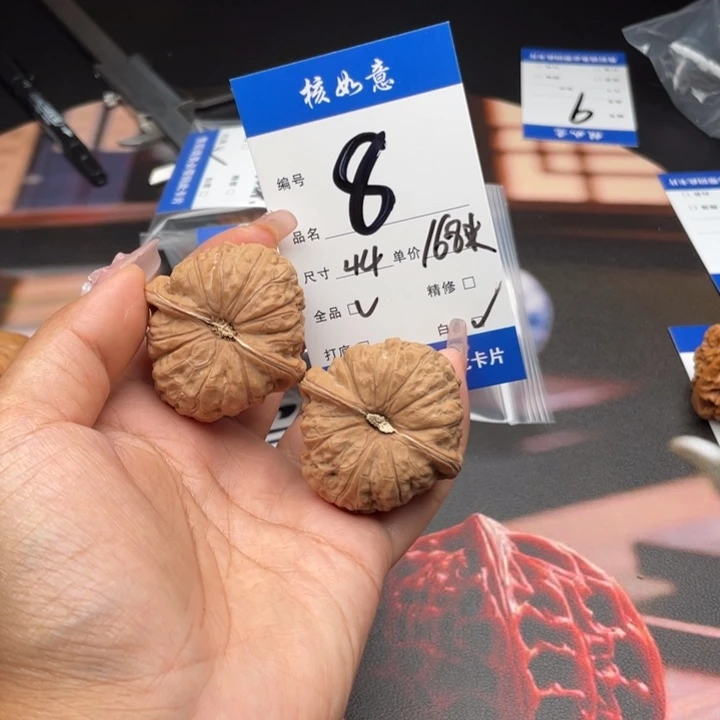 核如意
编号 8
品名
尺寸 44 单价 168米
全品 精修
打底 白
卡片
9